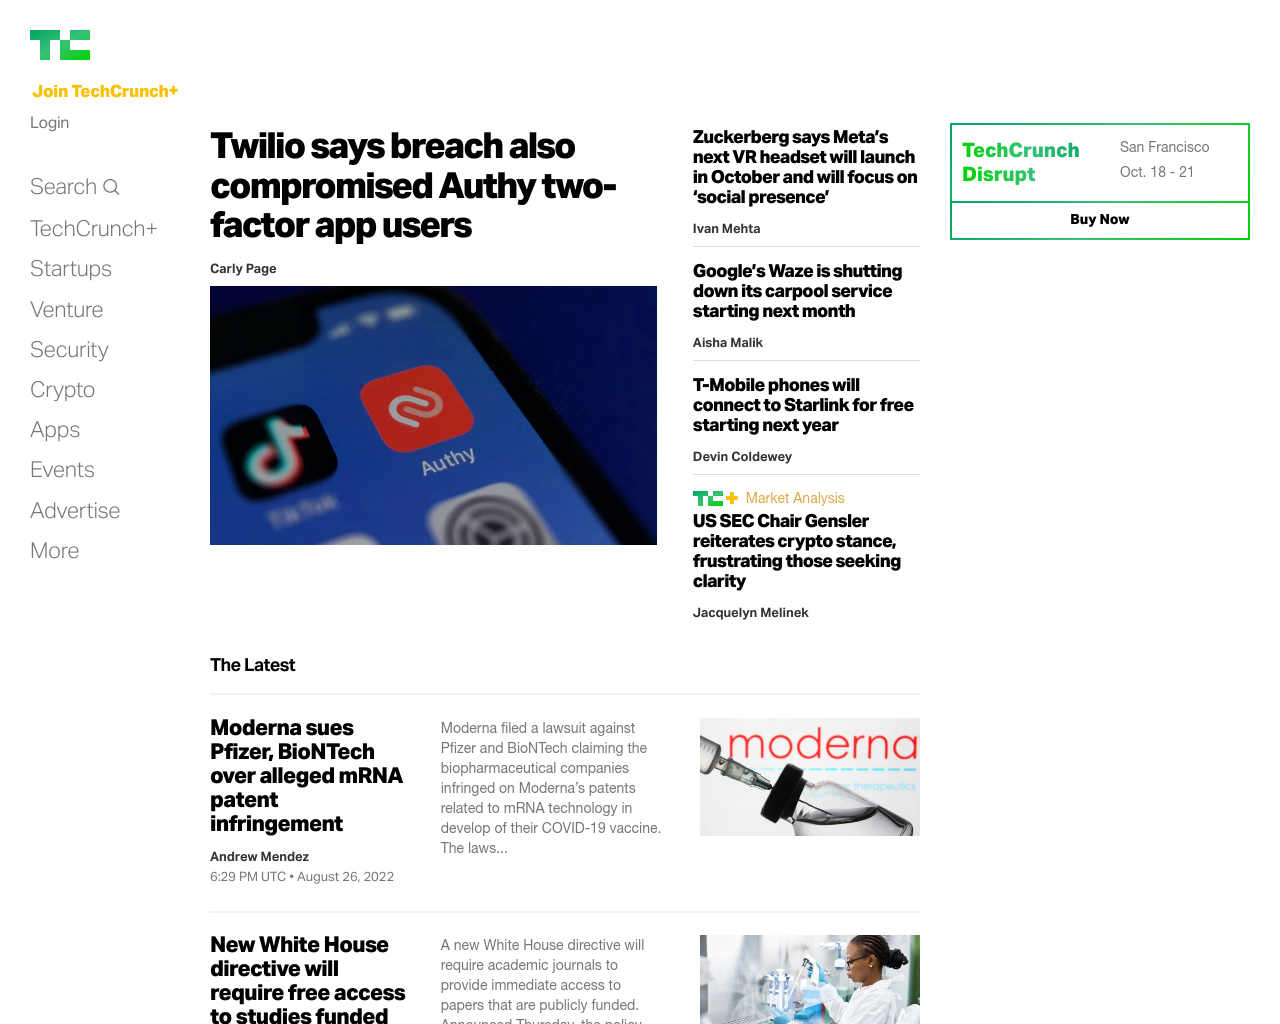 TC
Join TechCrunch+
Login
Search
TechCrunch+
Startups
Venture
Security
Crypto
Apps
Events
Advertise
More
Twilio says breach also
compromised Authy two-
factor app users
Carly Page
TikTok
Authy
Zuckerberg says Meta’s
next VR headset will launch
in October and will focus on
‘social presence’
Ivan Mehta
Google’s Waze is shutting
down its carpool service
starting next month
Aisha Malik
T-Mobile phones will
connect to Starlink for free
starting next year
Devin Coldewey
TC+ Market Analysis
US SEC Chair Gensler
reiterates crypto stance,
frustrating those seeking
clarity
Jacquelyn Melinek
TechCrunch
Disrupt
San Francisco
Oct. 18 - 21
Buy Now
The Latest
Moderna sues
Pfizer, BioNTech
over alleged mRNA
patent
infringement
Andrew Mendez
6:29 PM UTC • August 26, 2022
Moderna filed a lawsuit against
Pfizer and BioNTech claiming the
biopharmaceutical companies
infringed on Moderna’s patents
related to mRNA technology in
develop of their COVID-19 vaccine.
The laws...
moderna
therapeutics
New White House
directive will
require free access
to studies funded
A new White House directive will
require academic journals to
provide immediate access to
papers that are publicly funded.
Announced Thursday, the policy